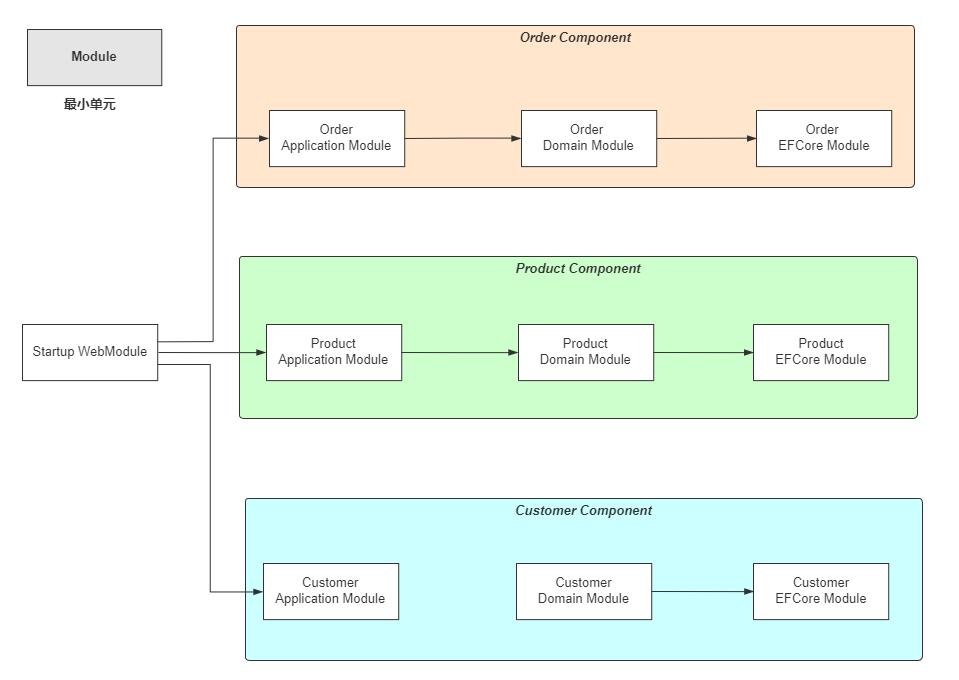 Module
最小单元
Order Component
Order
Application Module
Order
Domain Module
Order
EFCore Module
Startup WebModule
Product Component
Product
Application Module
Product
Domain Module
Product
EFCore Module
Customer Component
Customer
Application Module
Customer
Domain Module
Customer
EFCore Module